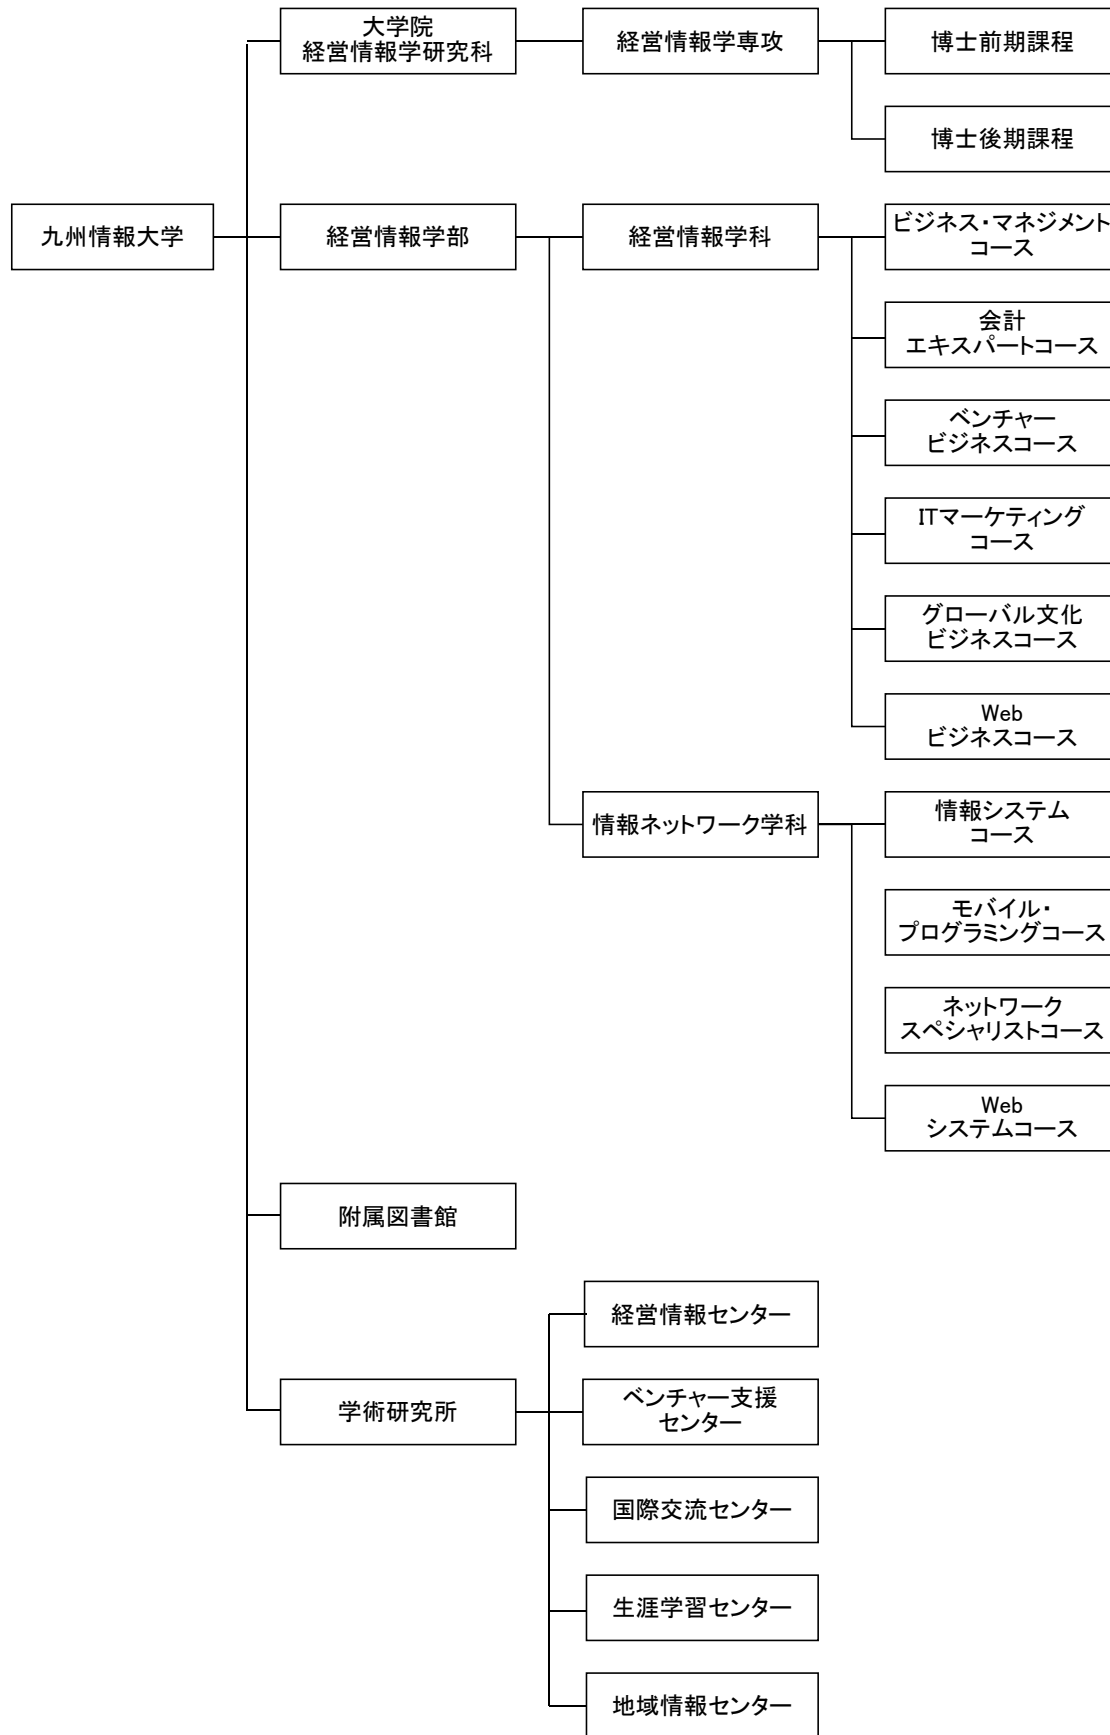 大学院
経営情報学研究科
経営情報学専攻
博士前期課程
博士後期課程
九州情報大学
経営情報学部
経営情報学科
ビジネス・マネジメント
コース
会計
エキスパートコース
ベンチャー
ビジネスコース
ITマーケティング
コース
グローバル文化
ビジネスコース
Web
ビジネスコース
情報ネットワーク学科
情報システム
コース
モバイル・
プログラミングコース
ネットワーク
スペシャリストコース
Web
システムコース
附属図書館
学術研究所
経営情報センター
ベンチャー支援
センター
国際交流センター
生涯学習センター
地域情報センター